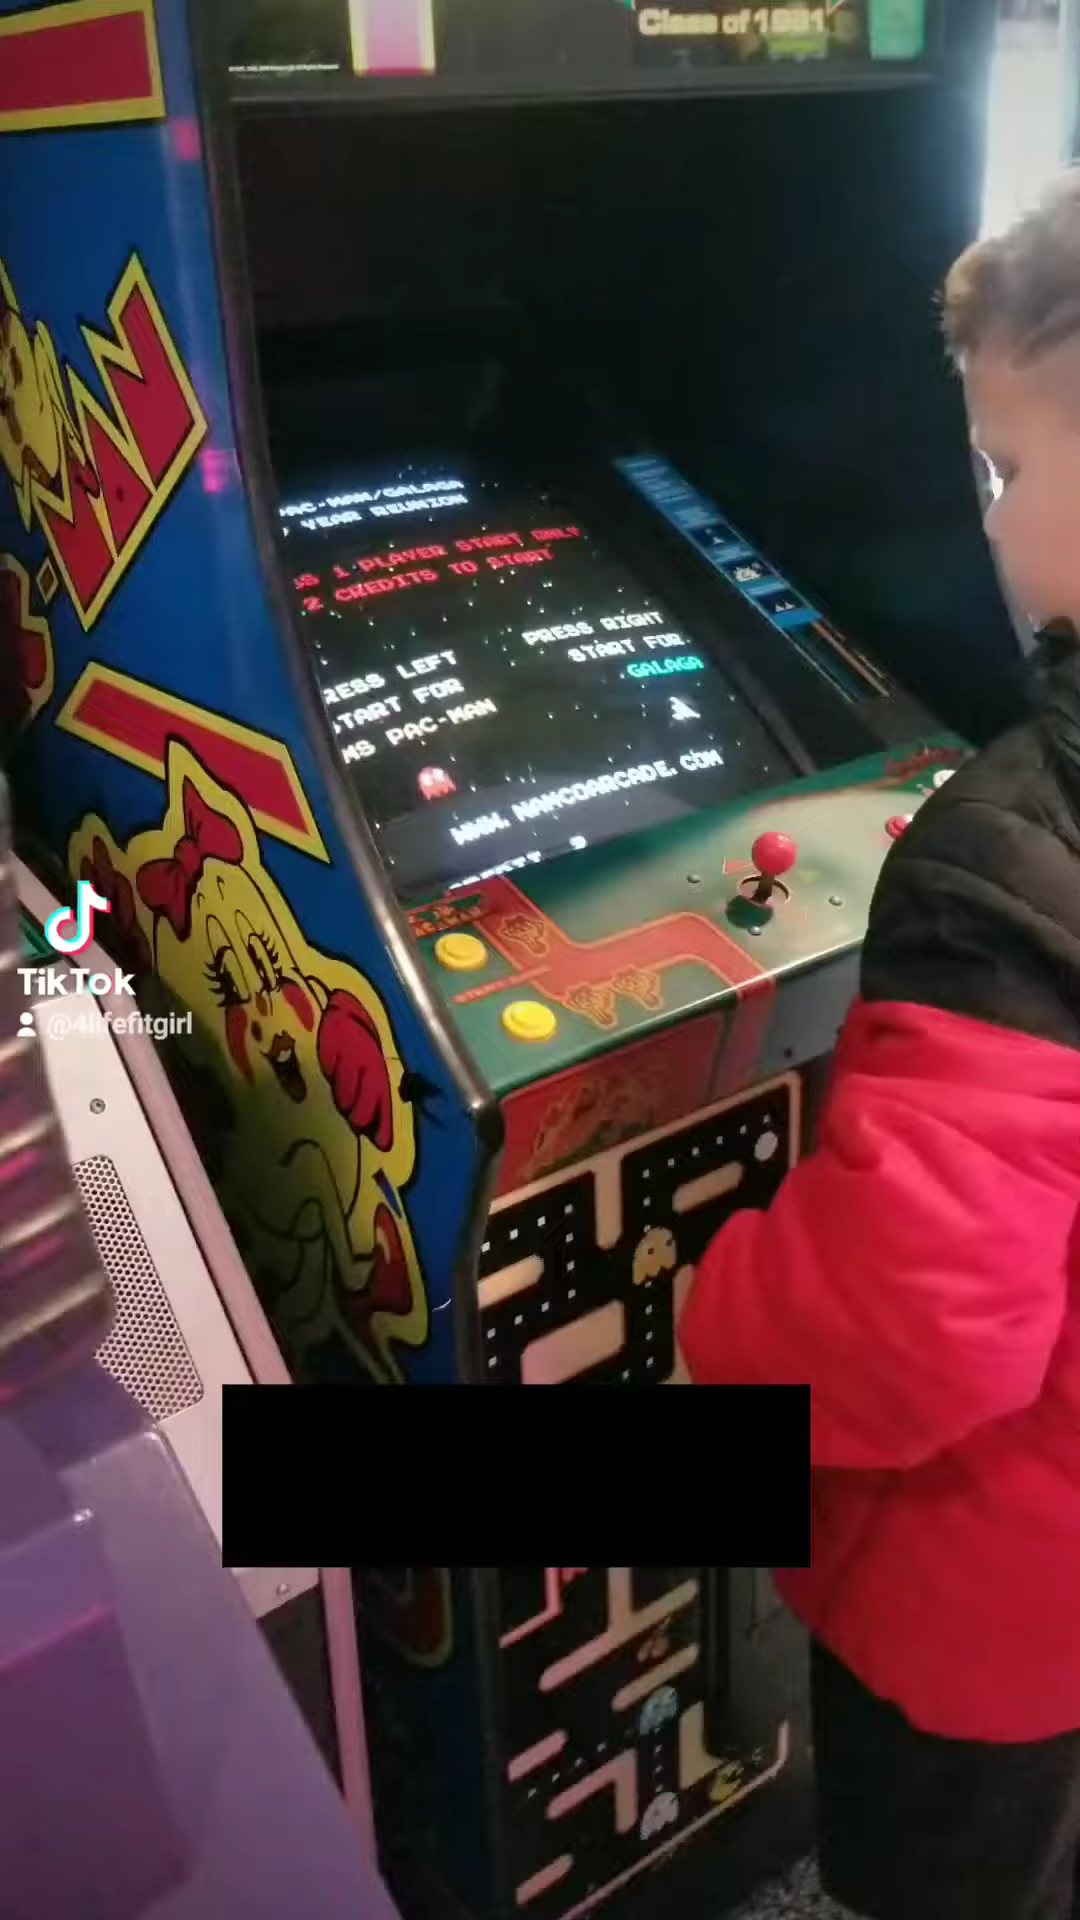 Class of 1981
PAC-MAN/GALAGA
YEAR REUNION
1 PLAYER START ONLY
2 CREDITS TO START
PRESS RIGHT
START FOR
GALAGA
RESS LEFT
TART FOR
MS PAC-MAN
WWW.NAMCOARCADE.COM
TikTok
@4lifefitgirl